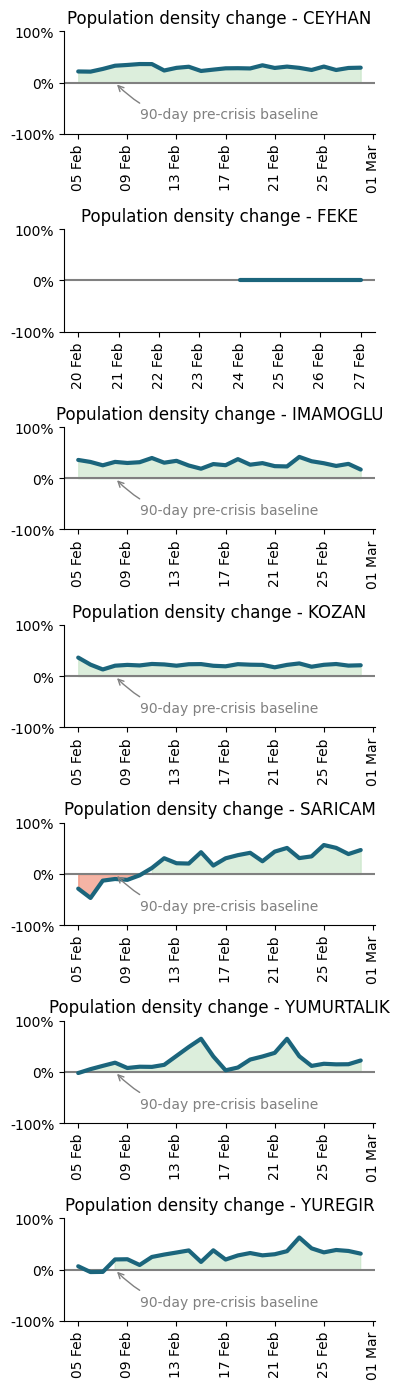 Population density change - CEYHAN
100%
0%
-100%
90-day pre-crisis baseline
05 Feb
09 Feb
13 Feb
17 Feb
21 Feb
25 Feb
01 Mar
Population density change - FEKE
100%
0%
-100%
20 Feb
21 Feb
22 Feb
23 Feb
24 Feb
25 Feb
26 Feb
27 Feb
Population density change - IMAMOGLU
100%
0%
-100%
90-day pre-crisis baseline
05 Feb
09 Feb
13 Feb
17 Feb
21 Feb
25 Feb
01 Mar
Population density change - KOZAN
100%
0%
-100%
90-day pre-crisis baseline
05 Feb
09 Feb
13 Feb
17 Feb
21 Feb
25 Feb
01 Mar
Population density change - SARICAM
100%
0%
-100%
90-day pre-crisis baseline
05 Feb
09 Feb
13 Feb
17 Feb
21 Feb
25 Feb
01 Mar
Population density change - YUMURTALIK
100%
0%
-100%
90-day pre-crisis baseline
05 Feb
09 Feb
13 Feb
17 Feb
21 Feb
25 Feb
01 Mar
Population density change - YUREGIR
100%
0%
-100%
90-day pre-crisis baseline
05 Feb
09 Feb
13 Feb
17 Feb
21 Feb
25 Feb
01 Mar